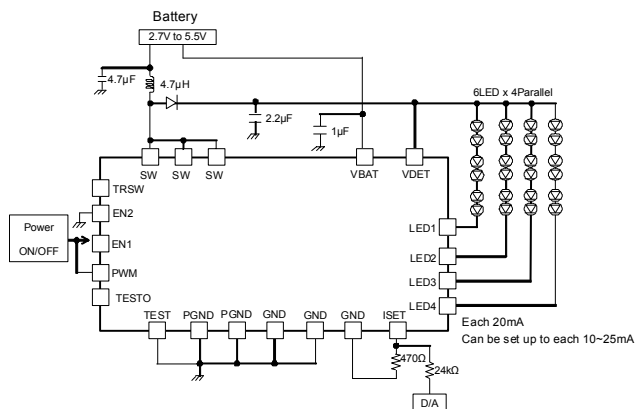 Battery
2.7V to 5.5V
4.7µF
4.7µH
6LED x 4Parallel
2.2µF
1µF
SW
SW
SW
VBAT
VDET
TRSW
EN2
Power
ON/OFF
EN1
PWM
TESTO
LED1
LED2
LED3
LED4
TEST
PGND
PGND
GND
GND
GND
ISET
Each 20mA
Can be set up to each 10~25mA
470Ω
24kΩ
D/A